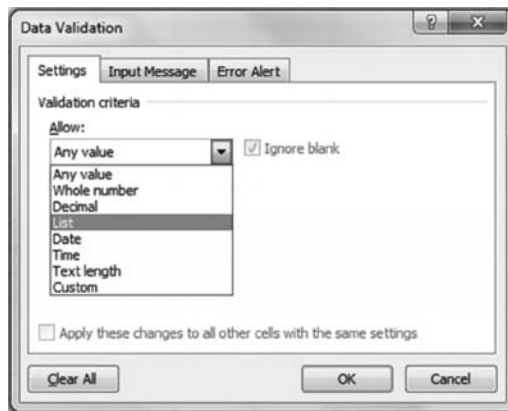 Data Validation
Settings Input Message Error Alert
Validation criteria
Allow:
Any value Ignore blank
Any value
Whole number
Decimal
List
Date
Time
Text length
Custom
Apply these changes to all other cells with the same settings
Clear All OK Cancel